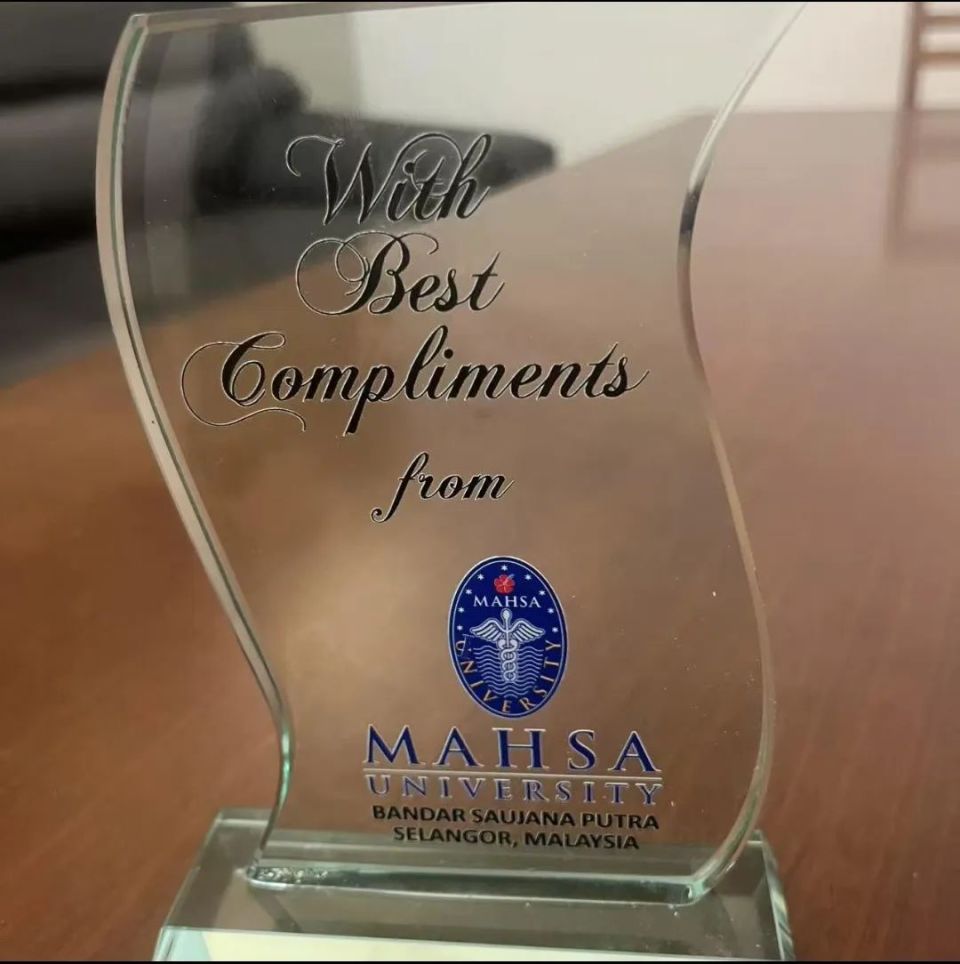 With
Best
Compliments
from
MAHSA
UNIVERSITY
MAHSA
UNIVERSITY
BANDAR SAUJANA PUTRA
SELANGOR, MALAYSIA